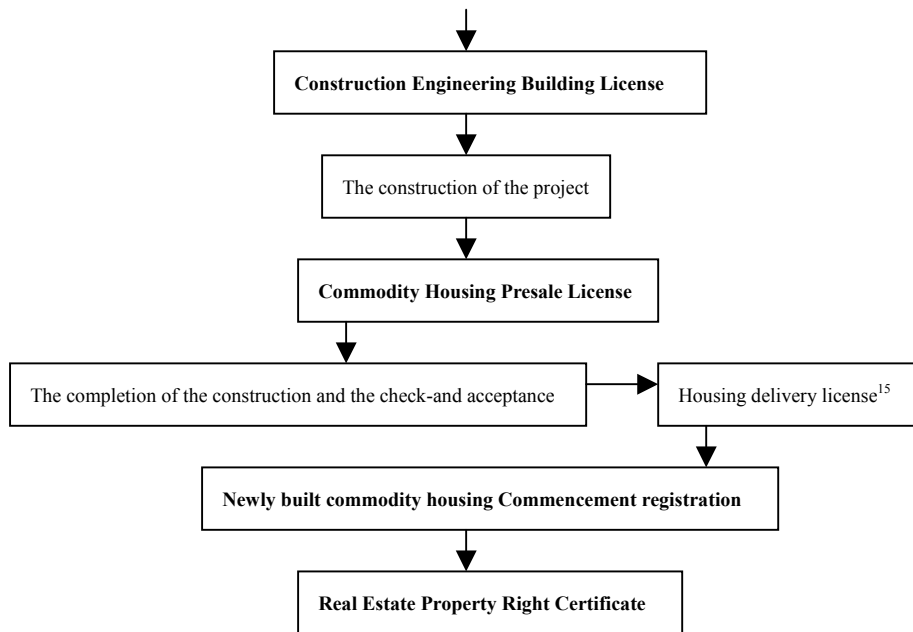 Construction Engineering Building License
The construction of the project
Commodity Housing Presale License
The completion of the construction and the check-and acceptance
Housing delivery license15
Newly built commodity housing Commencement registration
Real Estate Property Right Certificate